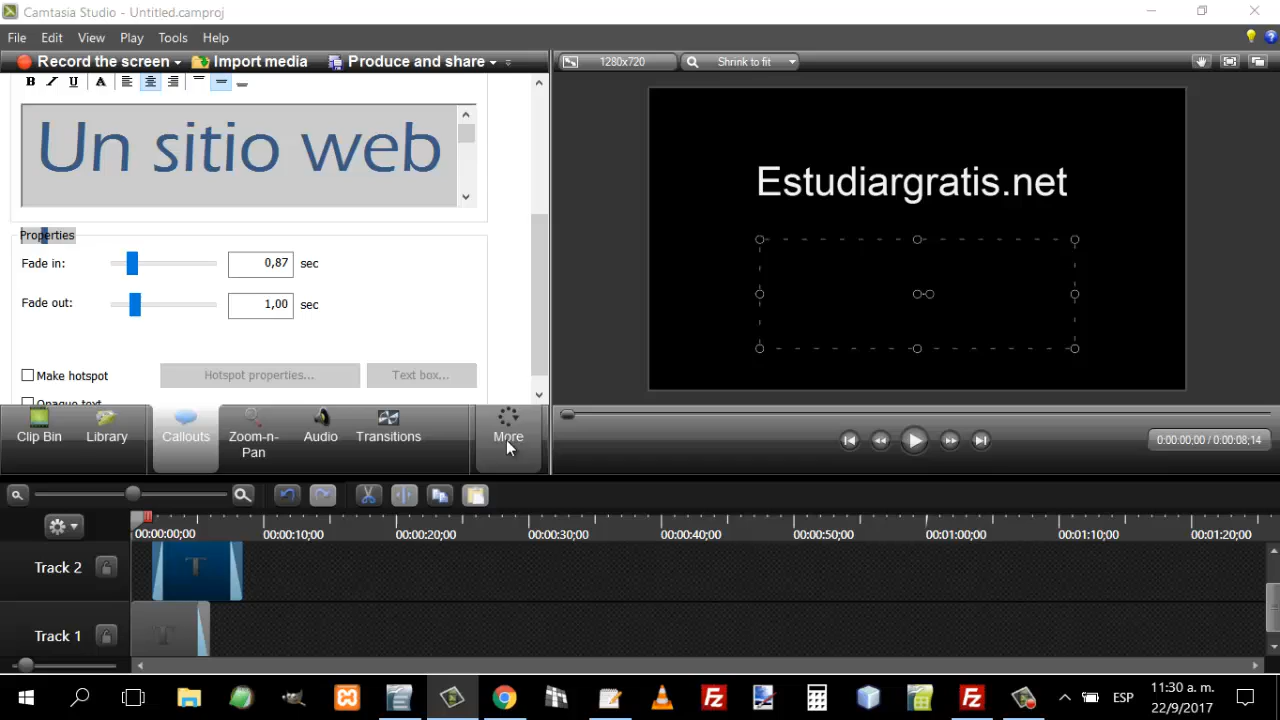 Camtasia Studio - Untitled.camproj
File Edit View Play Tools Help
Record the screen Import media Produce and share
1280x720 Shrink to fit
B I U A
Un sitio web
Estudiargratis.net
Properties
Fade in: 0,87 sec
Fade out: 1,00 sec
Make hotspot Hotspot properties... Text box...
Opaque text
Clip Bin Library Callouts Zoom-n-Pan Audio Transitions More
0:00:00;00 / 0:00:08;14
00:00:00;00 00:00:10;00 00:00:20;00 00:00:30;00 00:00:40;00 00:00:50;00 00:01:00;00 00:01:10;00 00:01:20;00
Track 2 T
Track 1 T
ESP
11:30 a. m.
22/9/2017